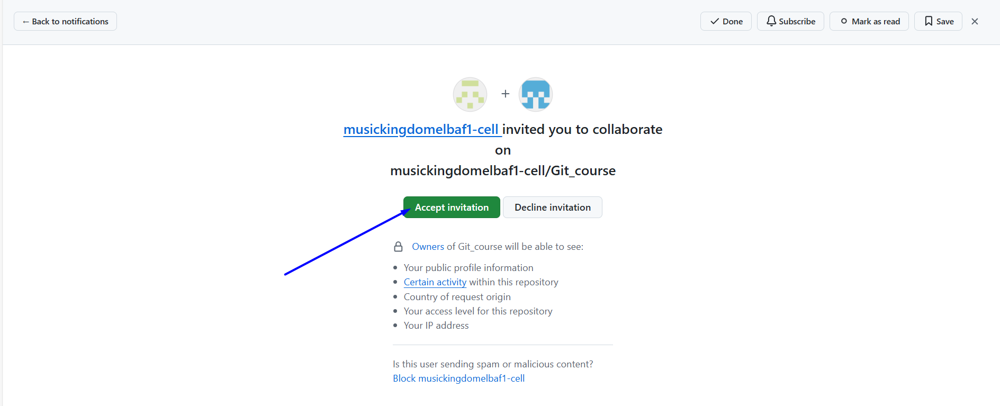 ← Back to notifications
Done
Subscribe
Mark as read
Save
musickingdomelbaf1-cell invited you to collaborate
on
musickingdomelbaf1-cell/Git_course
Accept invitation
Decline invitation
Owners of Git_course will be able to see:
Your public profile information
Certain activity within this repository
Country of request origin
Your access level for this repository
Your IP address
Is this user sending spam or malicious content?
Block musickingdomelbaf1-cell